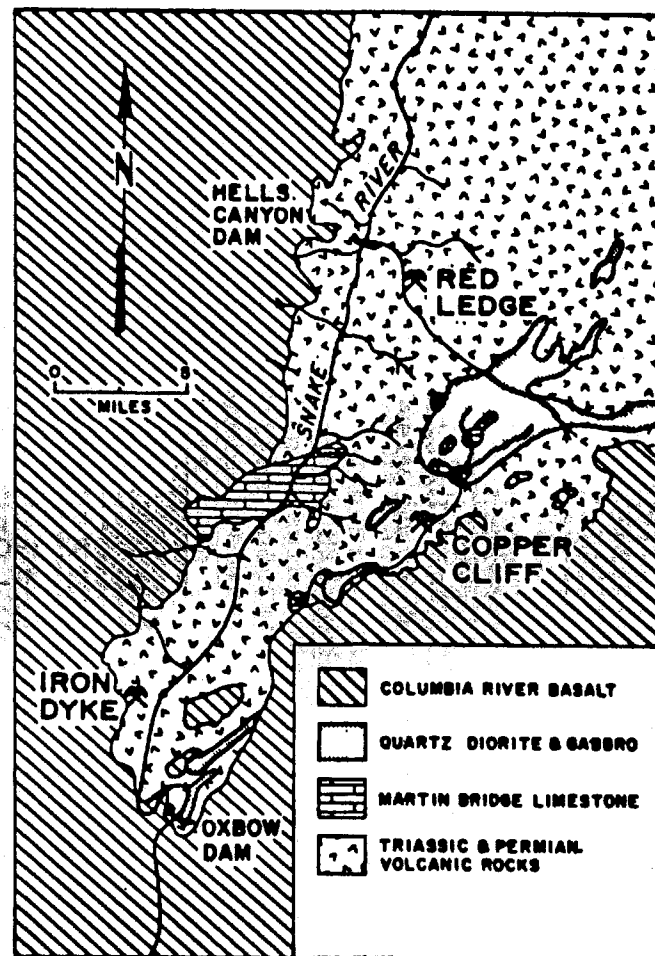 N
HELLS
CANYON
DAM
RIVER
RED
LEDGE
0 5
MILES
SNAKE
COPPER
CLIFF
IRON
DYKE
OXBOW
DAM
COLUMBIA RIVER BASALT
QUARTZ DIORITE & GABBRO
MARTIN BRIDGE LIMESTONE
TRIASSIC & PERMIAN
VOLCANIC ROCKS